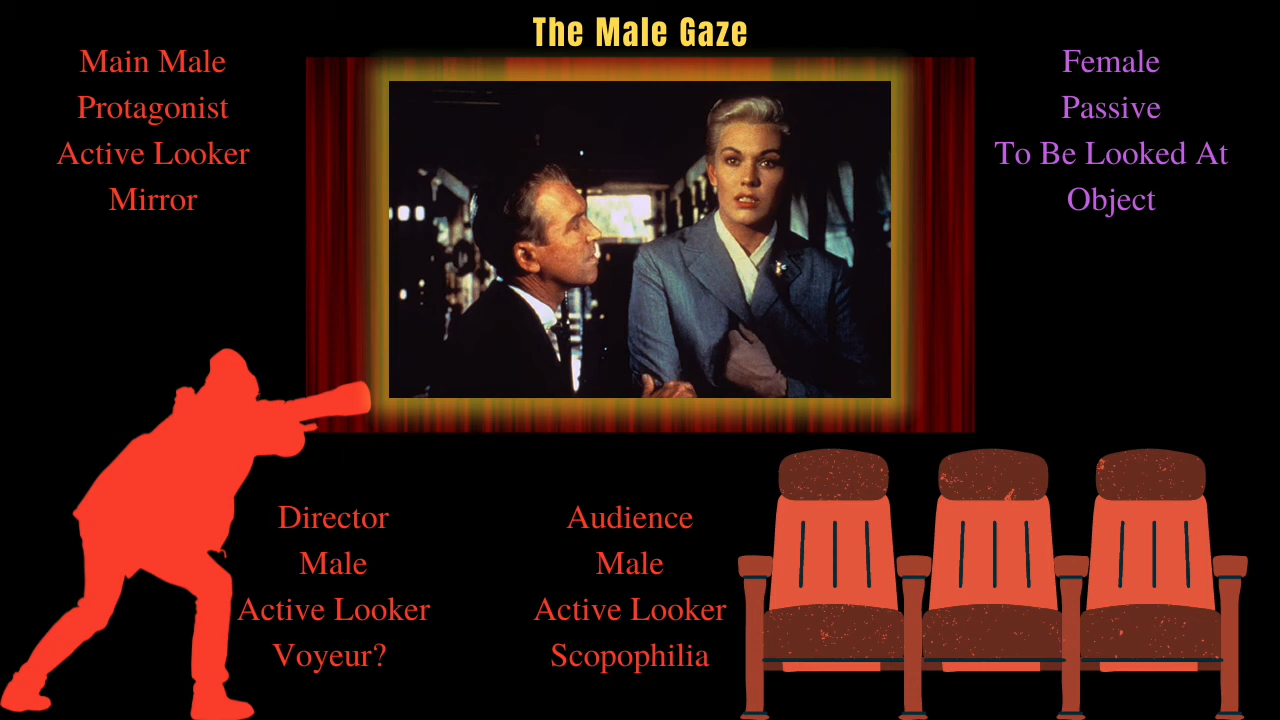 The Male Gaze
Main Male
Protagonist
Active Looker
Mirror
Female
Passive
To Be Looked At
Object
Director
Male
Active Looker
Voyeur?
Audience
Male
Active Looker
Scopophilia